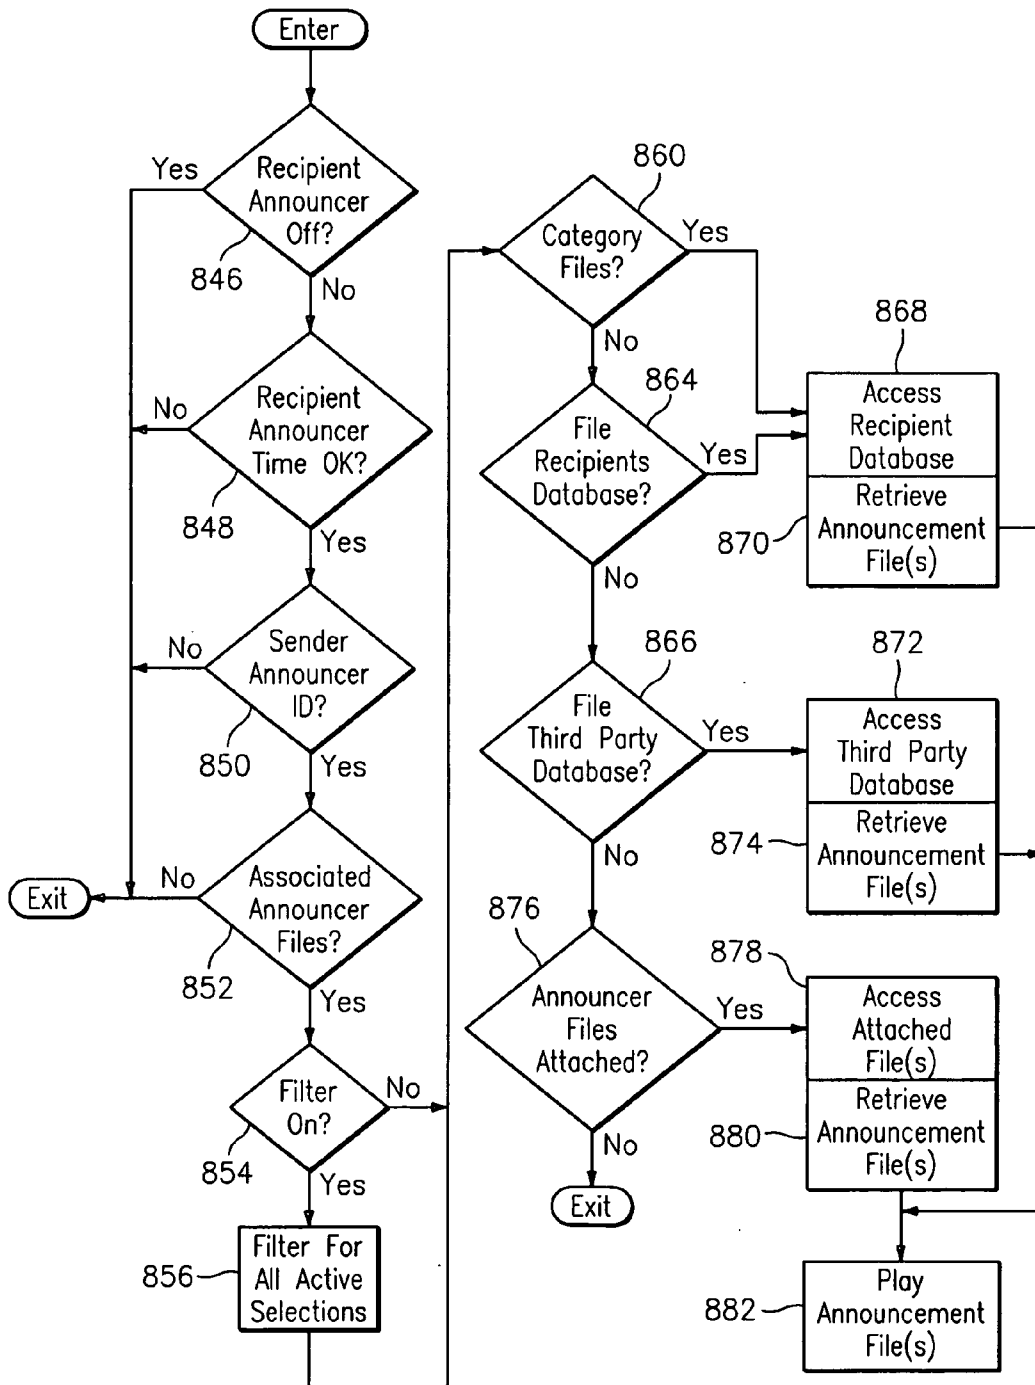 Enter
Yes
Recipient
Announcer
Off?
846
No
No
Recipient
Announcer
Time OK?
848
Yes
No
Sender
Announcer
ID?
850
Yes
Exit
No
Associated
Announcer
Files?
852
Yes
Filter
On?
No
854
Yes
856
Filter For
All Active
Selections
860
Category
Files?
Yes
No
864
File
Recipients
Database?
Yes
No
866
File
Third Party
Database?
Yes
No
876
Announcer
Files
Attached?
Yes
No
Exit
868
Access
Recipient
Database
870
Retrieve
Announcement
File(s)
872
Access
Third Party
Database
874
Retrieve
Announcement
File(s)
878
Access
Attached
File(s)
880
Retrieve
Announcement
File(s)
882
Play
Announcement
File(s)